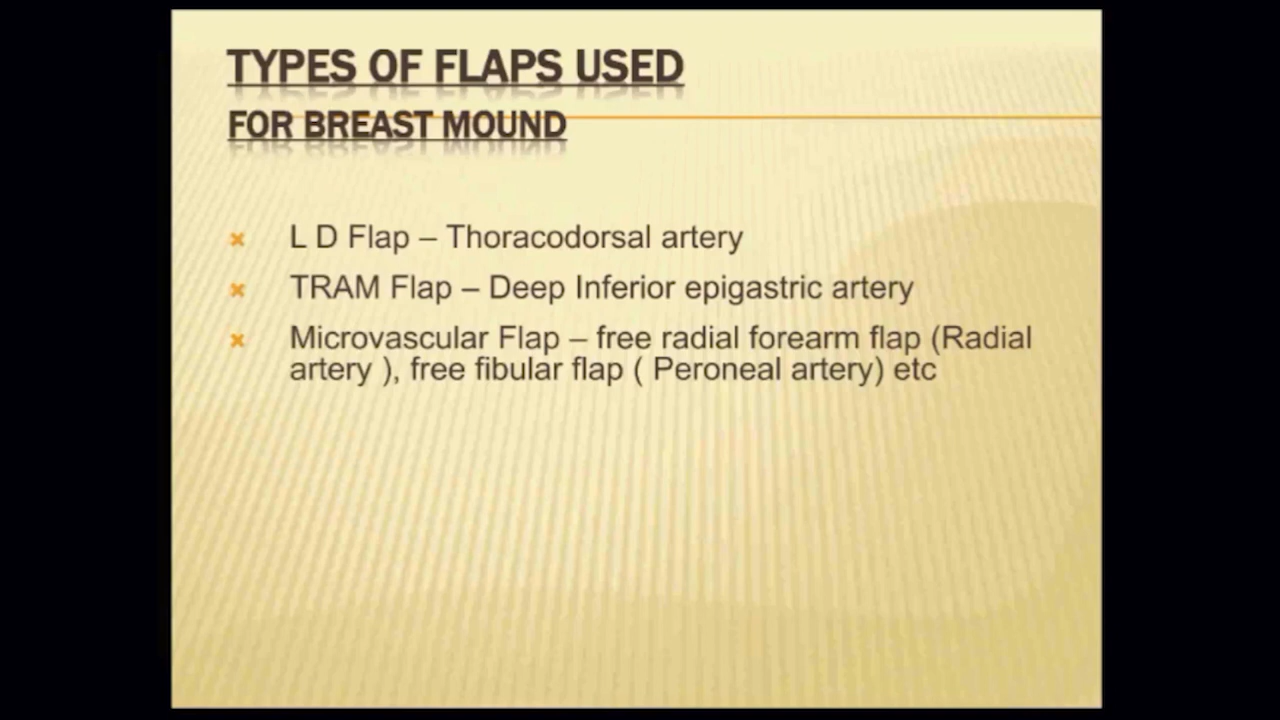 TYPES OF FLAPS USED
FOR BREAST MOUND
L D Flap – Thoracodorsal artery
TRAM Flap – Deep Inferior epigastric artery
Microvascular Flap – free radial forearm flap (Radial
artery ), free fibular flap ( Peroneal artery) etc